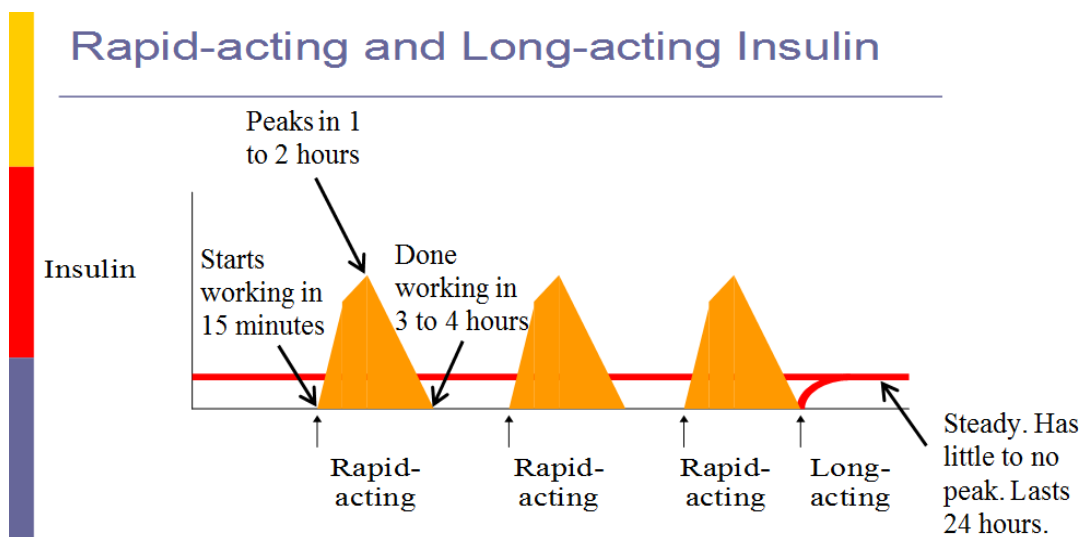 Rapid-acting and Long-acting Insulin
Peaks in 1
to 2 hours
Insulin
Starts
working in
15 minutes
Done
working in
3 to 4 hours
Rapid-
acting
Rapid-
acting
Rapid-
acting
Long-
acting
Steady. Has
little to no
peak. Lasts
24 hours.